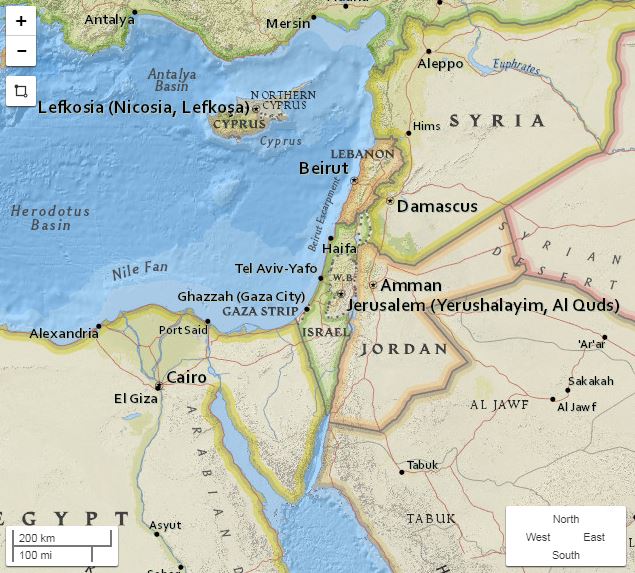 +
Antalya
Mersin
−
Aleppo
Euphrates
Antalya
Basin
NORTHERN
CYPRUS
Lefkosia (Nicosia, Lefkosa)
CYPRUS
SYRIA
Hims
Cyprus
LEBANON
Beirut
Damascus
Herodotus
Basin
Beirut Escarpment
Haifa
SYRIAN
DESERT
Nile Fan
Tel Aviv-Yafo
W.B.
Amman
Ghazzah (Gaza City)
Jerusalem (Yerushalayim, Al Quds)
GAZA STRIP
Alexandria
Port Said
ISRAEL
JORDAN
'Ar'ar
Cairo
El Giza
Sakakah
AL JAWF
Al Jawf
ARABIAN
D
Tabuk
TABUK
EGYPT
Asyut
200 km
100 mi
North
West East
South